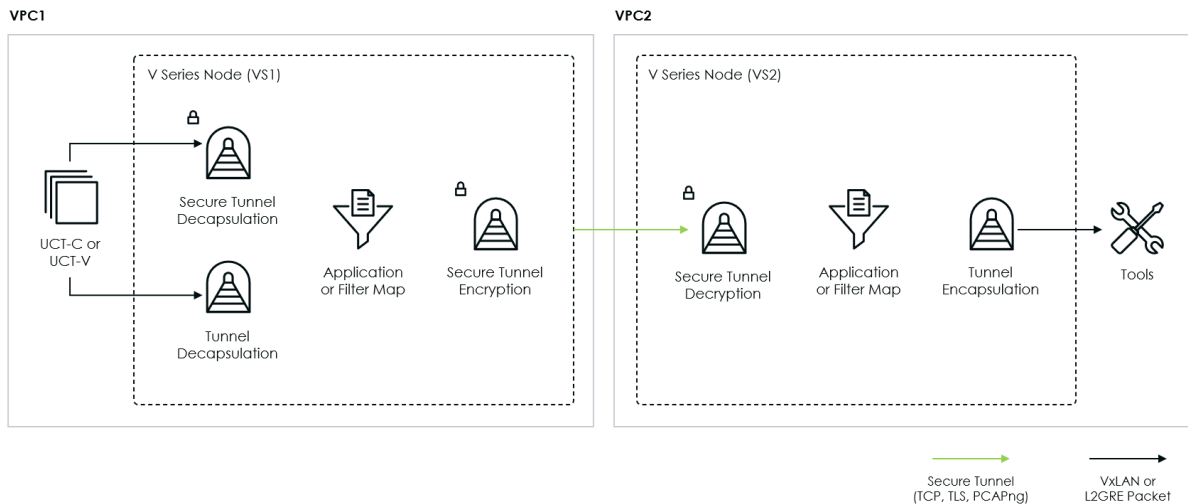 VPC1
VPC2
V Series Node (VS1)
V Series Node (VS2)
Secure Tunnel
Decapsulation
UCT-C or
UCT-V
Application
or Filter Map
Secure Tunnel
Encryption
Tunnel
Decapsulation
Secure Tunnel
Decryption
Application
or Filter Map
Tunnel
Encapsulation
Tools
Secure Tunnel
(TCP, TLS, PCAPng)
VxLAN or
L2GRE Packet